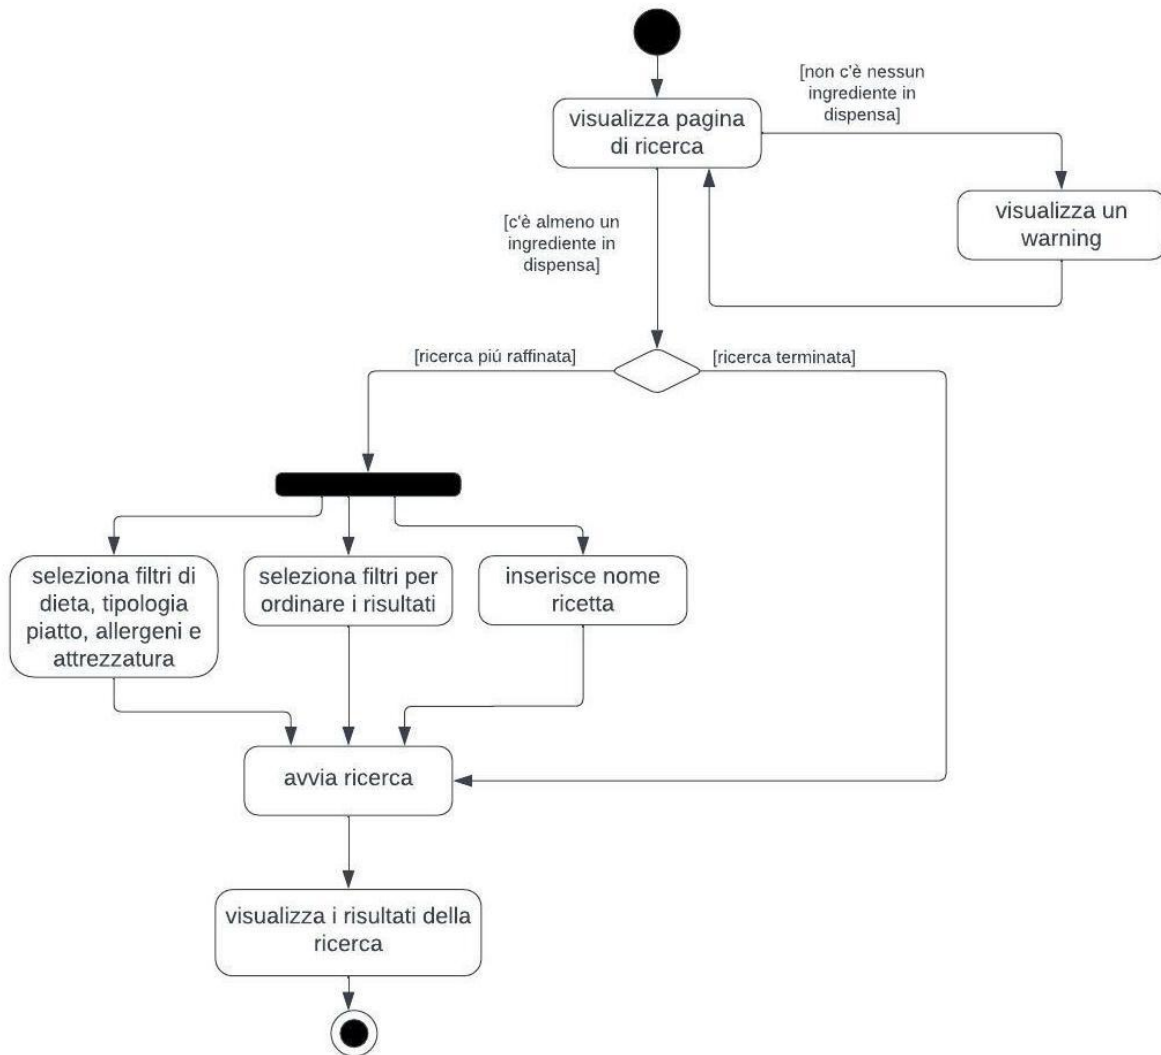 [non c'è nessun
ingrediente in
dispensa]
visualizza pagina
di ricerca
visualizza un
warning
[c'è almeno un
ingrediente in
dispensa]
[ricerca piú raffinata]
[ricerca terminata]
seleziona filtri di
dieta, tipologia
piatto, allergeni e
attrezzatura
seleziona filtri per
ordinare i risultati
inserisce nome
ricetta
avvia ricerca
visualizza i risultati della
ricerca